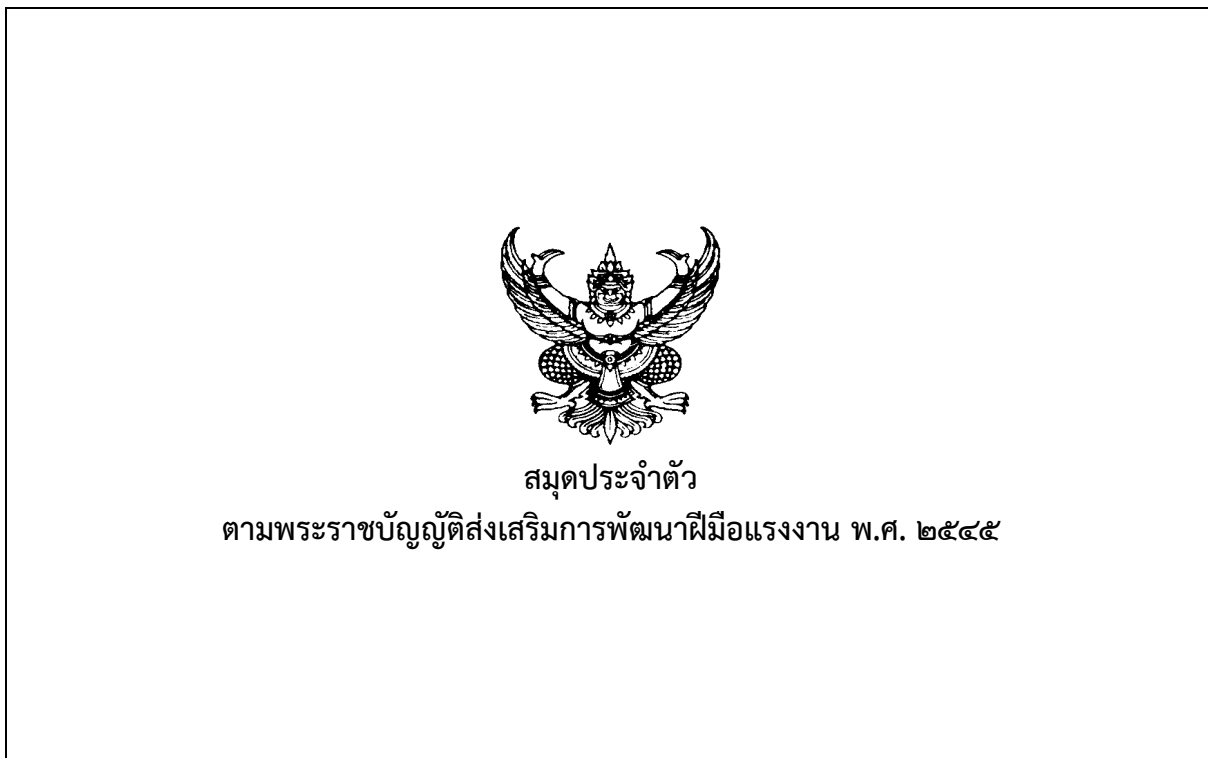 สมุดประจำตัว
ตามพระราชบัญญัติส่งเสริมการพัฒนาฝีมือแรงงาน พ.ศ. ๒๕๔๕